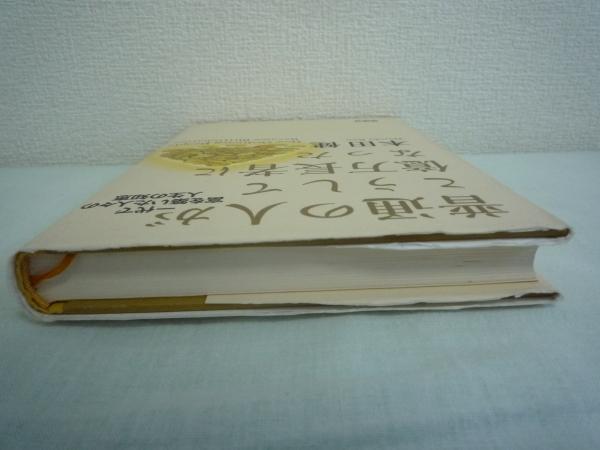 普通の人が
こうして
億万長者に
なった
本田健
一代で
富を築いた人々の
人生の知恵